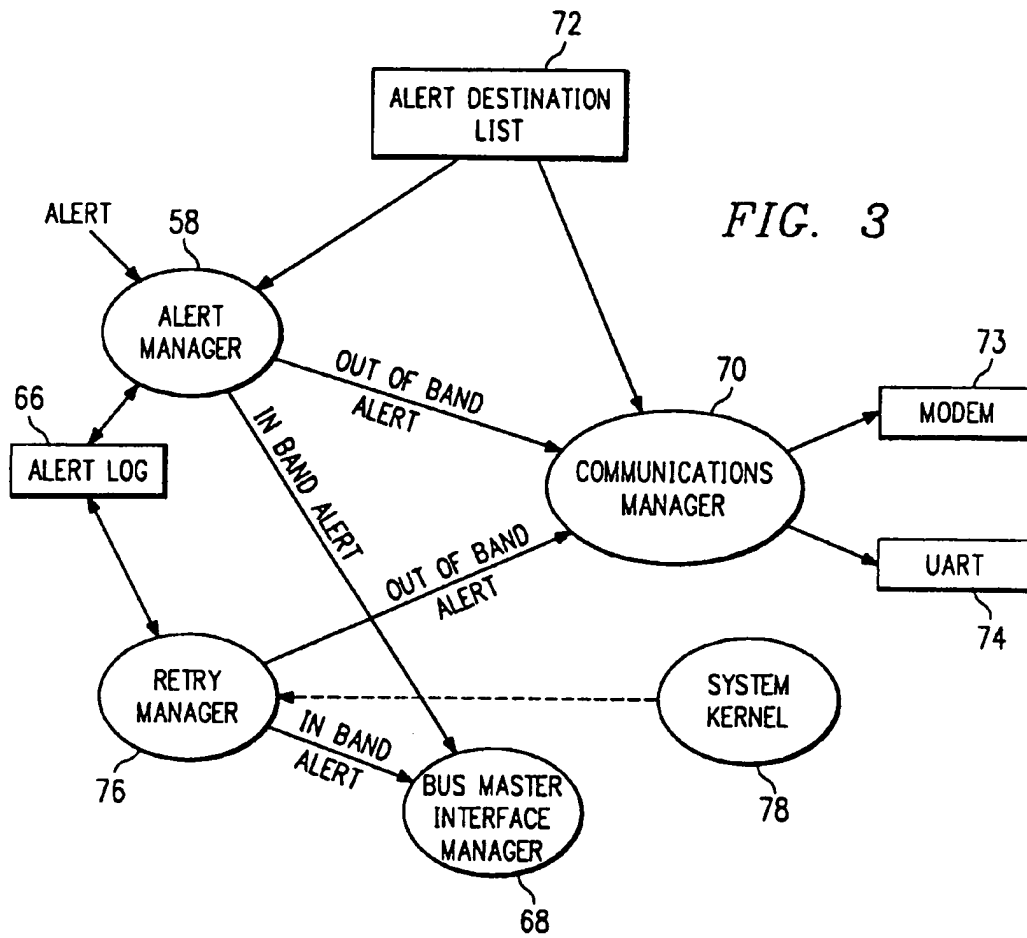 72
ALERT DESTINATION
LIST
FIG. 3
ALERT
58
ALERT
MANAGER
OUT OF BAND
ALERT
70
73
MODEM
66
ALERT LOG
IN BAND ALERT
COMMUNICATIONS
MANAGER
OUT OF BAND
ALERT
UART
74
RETRY
MANAGER
SYSTEM
KERNEL
IN BAND
ALERT
76
BUS MASTER
INTERFACE
MANAGER
78
68